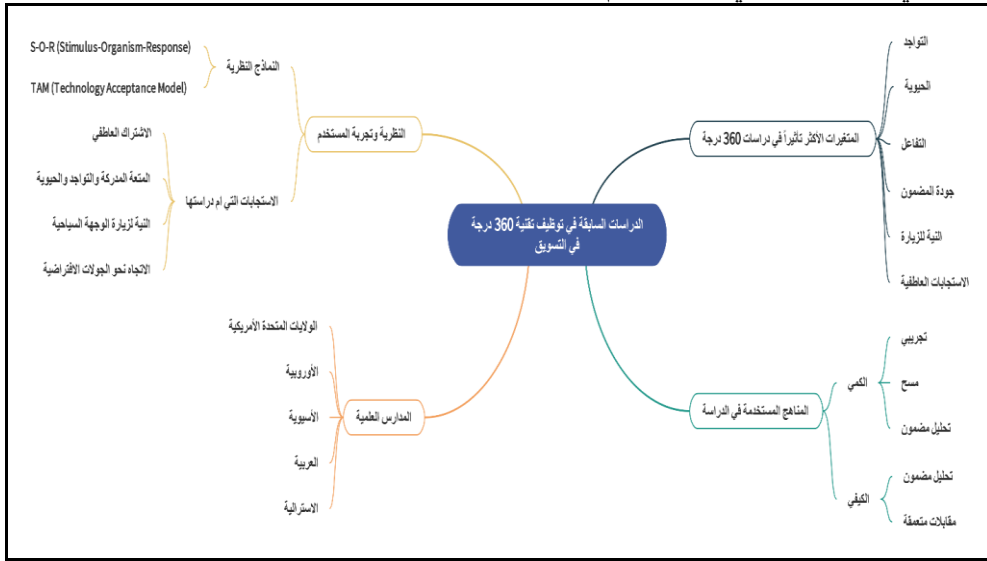 الدراسات السابقة في توظيف تقنية 360 درجة
في التسويق
المتغيرات الأكثر تأثيراً في دراسات 360 درجة
التواجد
الحيوية
التفاعل
جودة المضمون
النية للزيارة
الاستجابات العاطفية
المناهج المستخدمة في الدراسة
الكمي
تجريبي
مسح
تحليل مضمون
الكيفي
تحليل مضمون
مقابلات متعمقة
النظرية وتجربة المستخدم
النماذج النظرية
S-O-R (Stimulus-Organism-Response)
TAM (Technology Acceptance Model)
الاستجابات التي ام دراستها
الاشتراك العاطفي
المتعة المدركة والتواجد والحيوية
النية لزيارة الوجهة السياحية
الاتجاه نحو الجولات الافتراضية
المدارس العلمية
الولايات المتحدة الأمريكية
الأوروبية
الأسيوية
العربية
الاسترالية